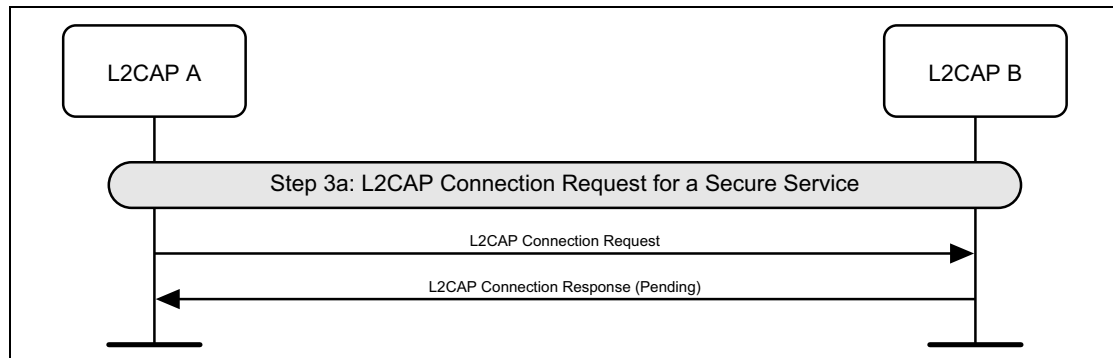 L2CAP A
L2CAP B
Step 3a: L2CAP Connection Request for a Secure Service
L2CAP Connection Request
L2CAP Connection Response (Pending)